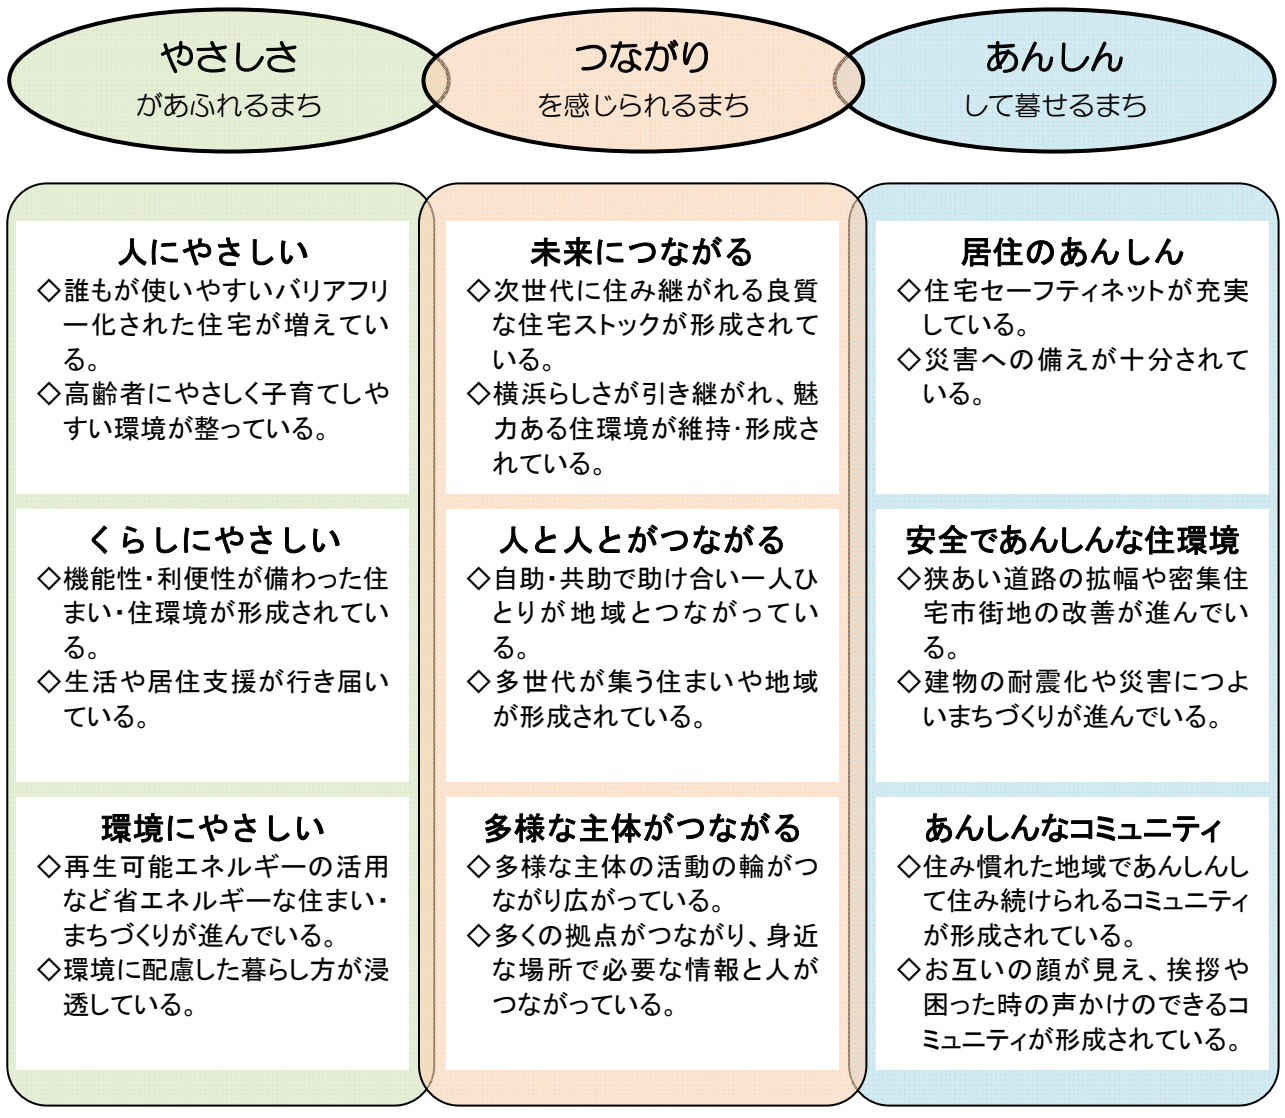 やさしさ
があふれるまち
つながり
を感じられるまち
あんしん
して暮せるまち
人にやさしい
◇誰もが使いやすいバリアフリ
ー化された住宅が増えてい
る。
◇高齢者にやさしく子育てしや
すい環境が整っている。
くらしにやさしい
◇機能性・利便性が備わった住
まい・住環境が形成されてい
る。
◇生活や居住支援が行き届い
ている。
環境にやさしい
◇再生可能エネルギーの活用
など省エネルギーな住まい・
まちづくりが進んでいる。
◇環境に配慮した暮らし方が浸
透している。
未来につながる
◇次世代に住み継がれる良質
な住宅ストックが形成されて
いる。
◇横浜らしさが引き継がれ、魅
力ある住環境が維持・形成さ
れている。
人と人とがつながる
◇自助・共助で助け合い一人ひ
とりが地域とつながってい
る。
◇多世代が集う住まいや地域
が形成されている。
多様な主体がつながる
◇多様な主体の活動の輪がつ
ながり広がっている。
◇多くの拠点がつながり、身近
な場所で必要な情報と人が
つながっている。
居住のあんしん
◇住宅セーフティネットが充実
している。
◇災害への備えが十分されて
いる。
安全であんしんな住環境
◇狭あい道路の拡幅や密集住
宅市街地の改善が進んでい
る。
◇建物の耐震化や災害につよ
いまちづくりが進んでいる。
あんしんなコミュニティ
◇住み慣れた地域であんしんし
て住み続けられるコミュニティ
が形成されている。
◇お互いの顔が見え、挨拶や
困った時の声かけのできるコ
ミュニティが形成されている。